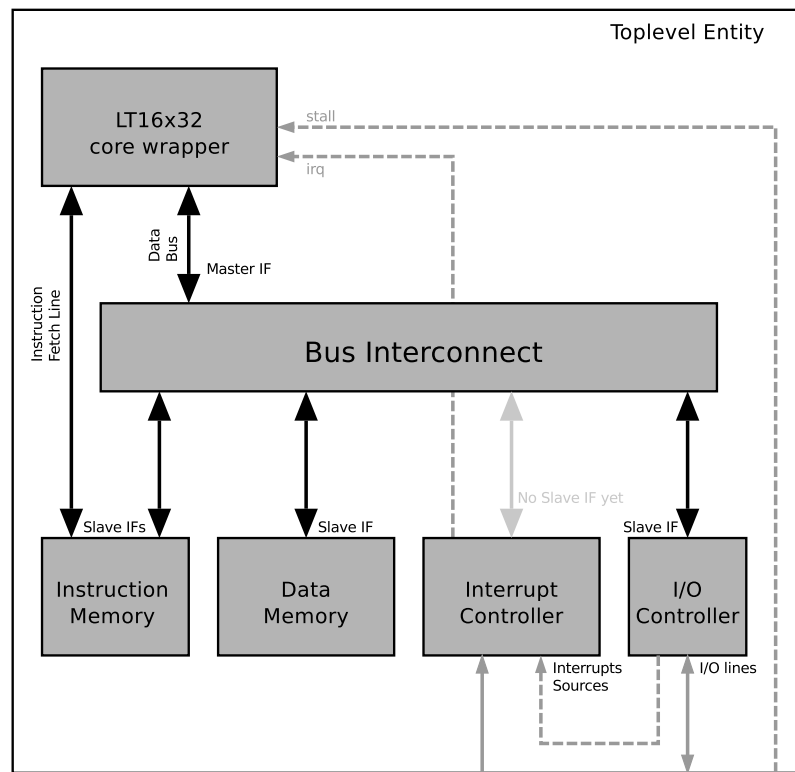 Toplevel Entity
LT16x32
core wrapper
stall
irq
Data
Bus
Master IF
Instruction
Fetch Line
Bus Interconnect
No Slave IF yet
Slave IFs
Slave IF
Slave IF
Instruction
Memory
Data
Memory
Interrupt
Controller
I/O
Controller
Interrupts
Sources
I/O lines